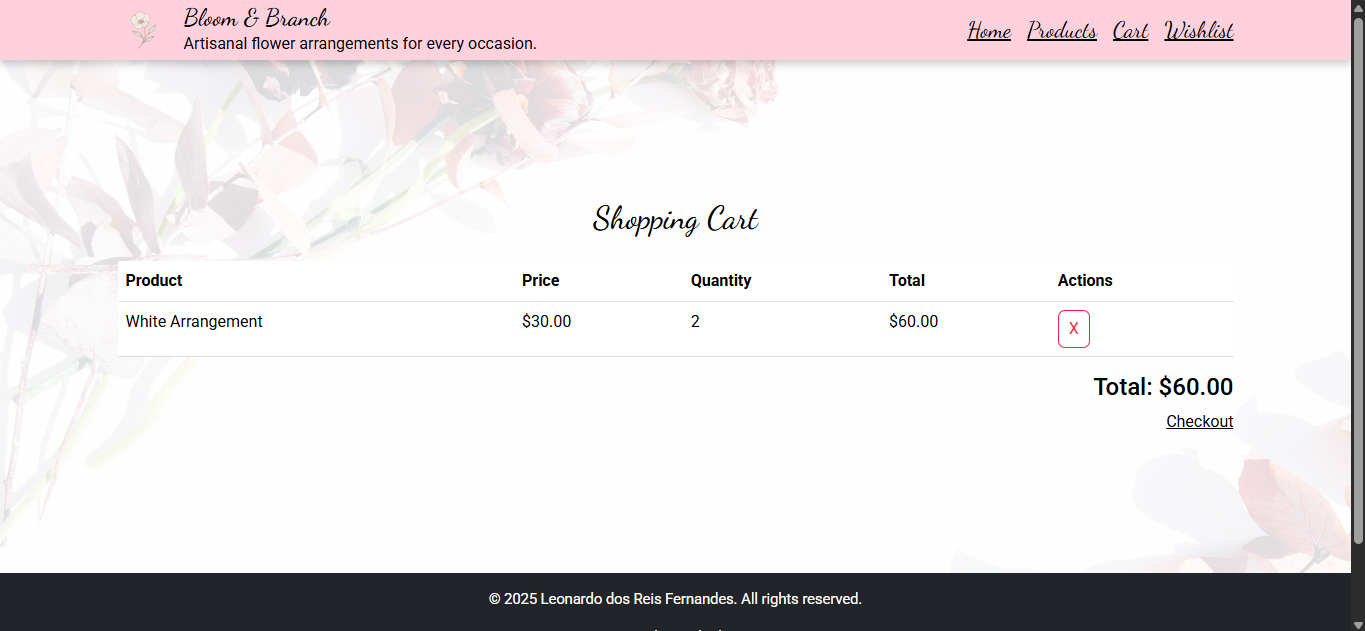 Bloom & Branch
Artisanal flower arrangements for every occasion.
Home Products Cart Wishlist
Shopping Cart
Product Price Quantity Total Actions
White Arrangement $30.00 2 $60.00 X
Total: $60.00
Checkout
© 2025 Leonardo dos Reis Fernandes. All rights reserved.